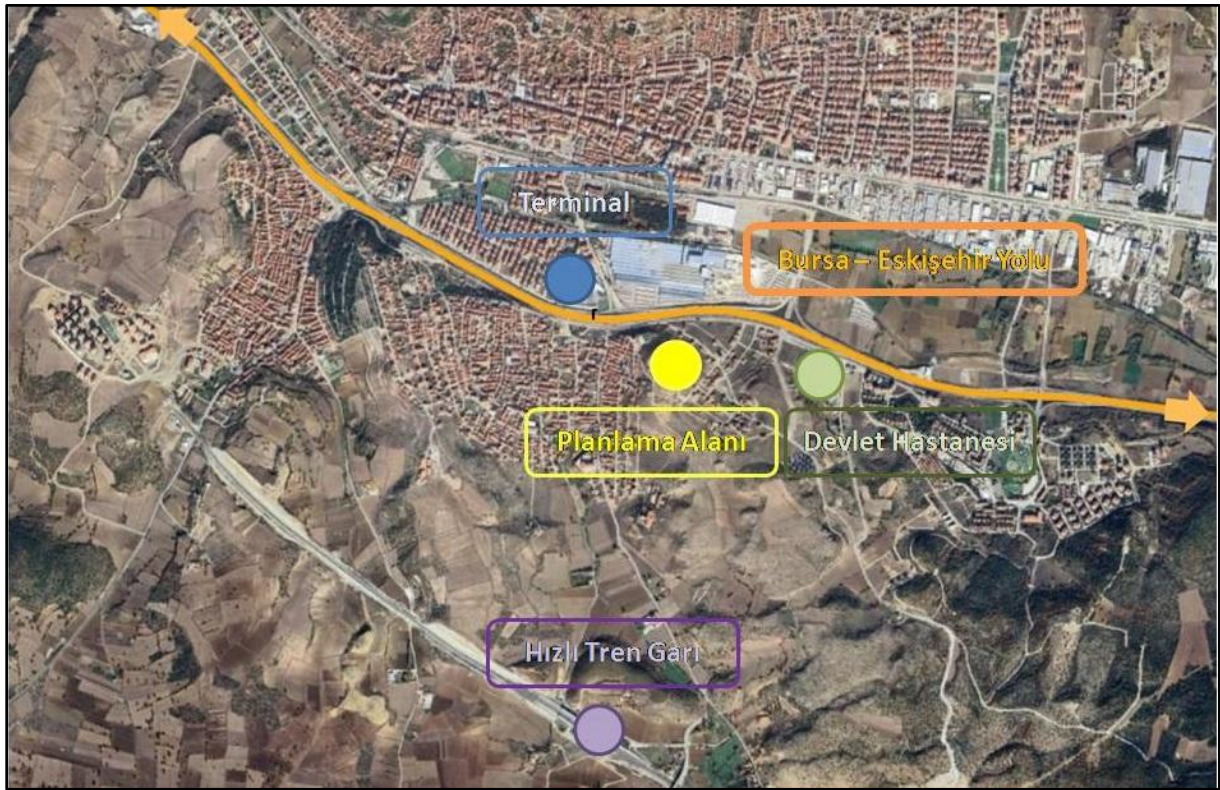 Terminal
Bursa – Eskişehir Yolu
Planlama Alanı
Devlet Hastanesi
Hızlı Tren Garı